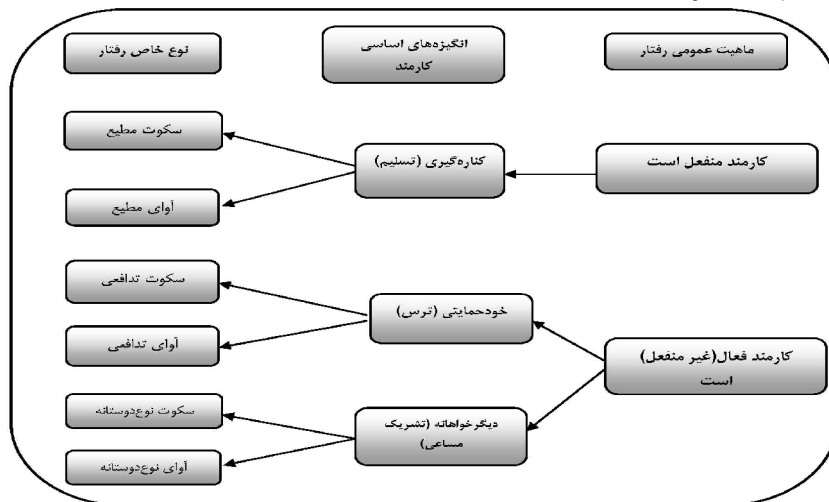 ماهیت عمومی رفتار
انگیزه‌های اساسی
کارمند
نوع خاص رفتار
کارمند منفعل است
کناره‌گیری (تسلیم)
سکوت مطیع
آوای مطیع
کارمند فعال(غیر منفعل)
است
خودحمایتی (ترس)
سکوت تدافعی
آوای تدافعی
دیگرخواهانه (تشریک
مساعی)
سکوت نوع‌دوستانه
آوای نوع‌دوستانه